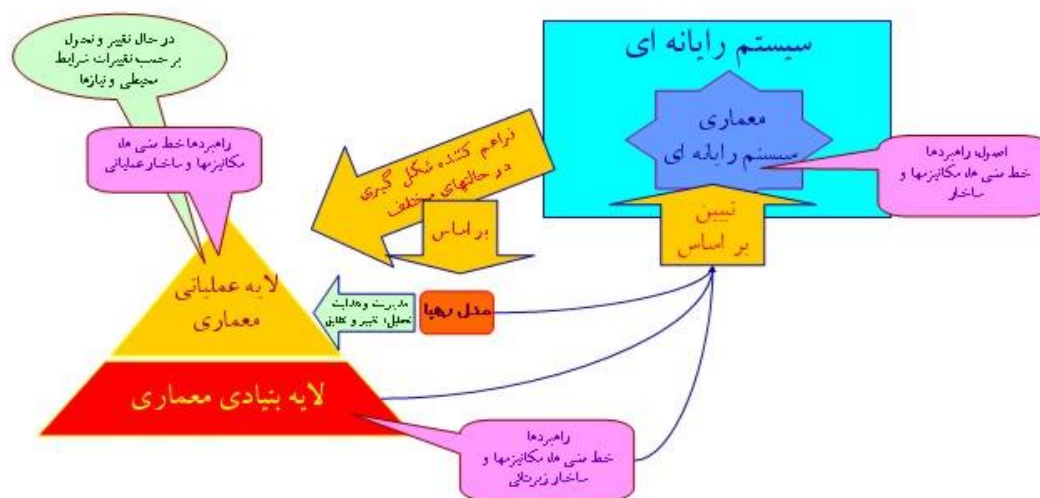 سیستم رایانه ای
معماری
سیستم رایانه ای
اصول، راهبردها
خط مشی ها، مکانیزمها و
ساختار
تبیین
بر اساس
فراهم کننده شکل گیری
در حالتهای مختلف
بر اساس
در حال تغییر و تحول
بر حسب تغییرات شرایط
محیطی و نیازها
راهبردها خط مشی ها،
مکانیزمها و ساختار عملیاتی
لایه عملیاتی
معماری
مدیریت و هدایت
تحلیل، تغییر و
مدل
لایه بنیادی معماری
راهبردها
خط مشی ها، مکانیزمها و
ساختار زیربنائی